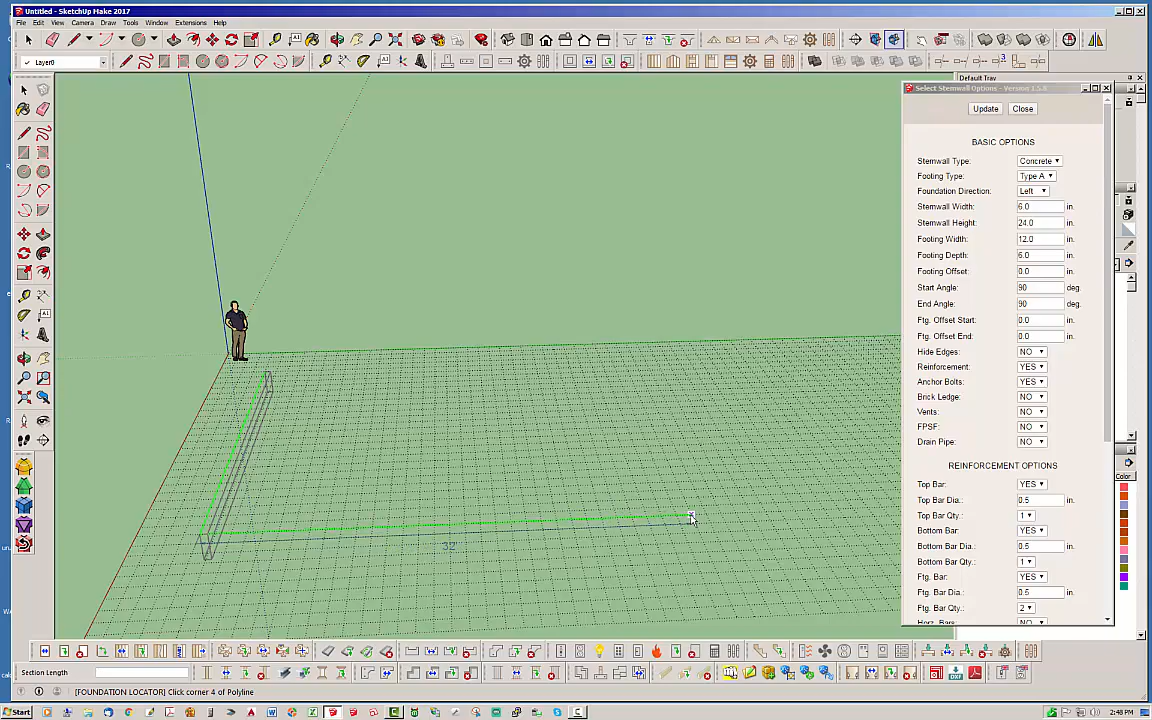 Untitled - SketchUp Make 2017
File Edit View Camera Draw Tools Window Extensions Help
Layer0
Default Tray
Select Stemwall Options - Version 1.5.8
Update Close
BASIC OPTIONS
Stemwall Type: Concrete
Footing Type: Type A
Foundation Direction: Left
Stemwall Width: 6.0 in.
Stemwall Height: 24.0 in.
Footing Width: 12.0 in.
Footing Depth: 6.0 in.
Footing Offset: 0.0 in.
Start Angle: 90 deg.
End Angle: 90 deg.
Ftg. Offset Start: 0.0 in.
Ftg. Offset End: 0.0 in.
Hide Edges: NO
Reinforcement: YES
Anchor Bolts: YES
Brick Ledge: NO
Vents: NO
FPSF: NO
Drain Pipe: NO
REINFORCEMENT OPTIONS
Top Bar: YES
Top Bar Dia.: 0.5 in.
Top Bar Qty.: 1
Bottom Bar: YES
Bottom Bar Dia.: 0.5 in.
Bottom Bar Qty.: 1
Ftg. Bar: YES
Ftg. Bar Dia.: 0.5 in.
Ftg. Bar Qty.: 2
Horz. Bars: NO
Color
32'
Section Length
[FOUNDATION LOCATOR] Click corner 4 of Polyline
Start
2:48 PM